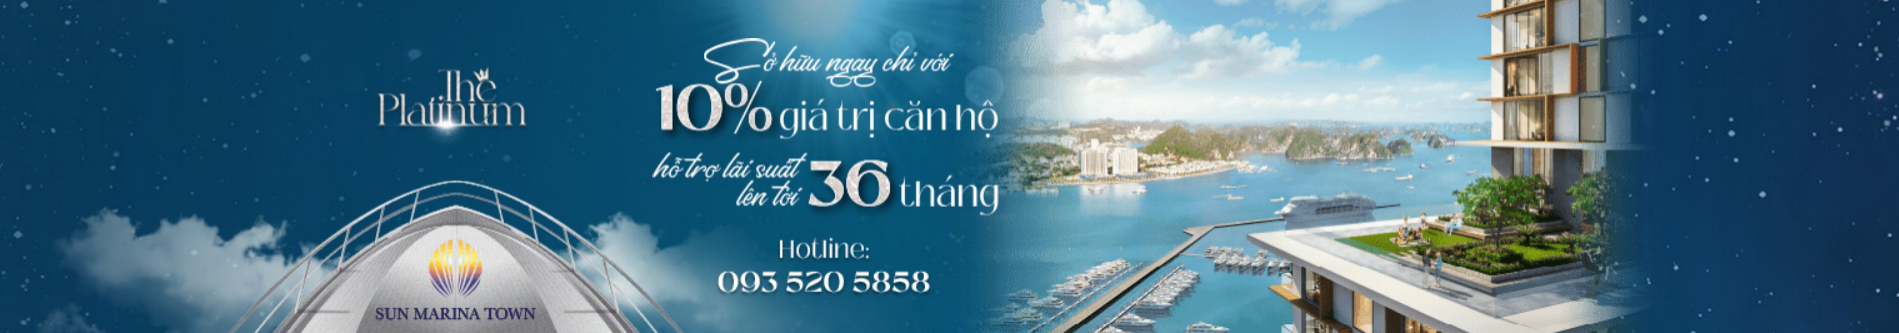 The
Platinum
SUN MARINA TOWN
Sở hữu ngay chỉ với
10% giá trị căn hộ
hỗ trợ lãi suất
lên tới 36 tháng
Hotline:
093 520 5858